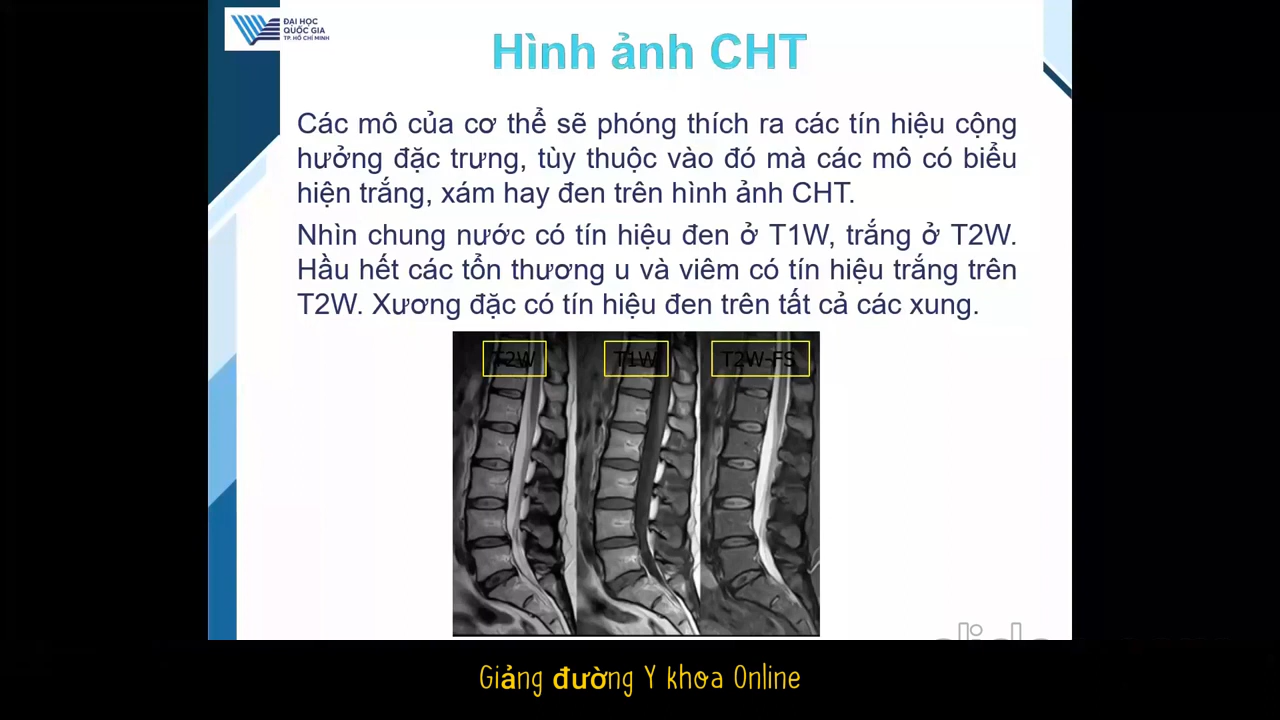 ĐẠI HỌC
QUỐC GIA
TP. HỒ CHÍ MINH
Hình ảnh CHT
Các mô của cơ thể sẽ phóng thích ra các tín hiệu cộng
hưởng đặc trưng, tùy thuộc vào đó mà các mô có biểu
hiện trắng, xám hay đen trên hình ảnh CHT.
Nhìn chung nước có tín hiệu đen ở T1W, trắng ở T2W.
Hầu hết các tổn thương u và viêm có tín hiệu trắng trên
T2W. Xương đặc có tín hiệu đen trên tất cả các xung.
T2W T1W T2W-FS
Giảng đường Y khoa Online